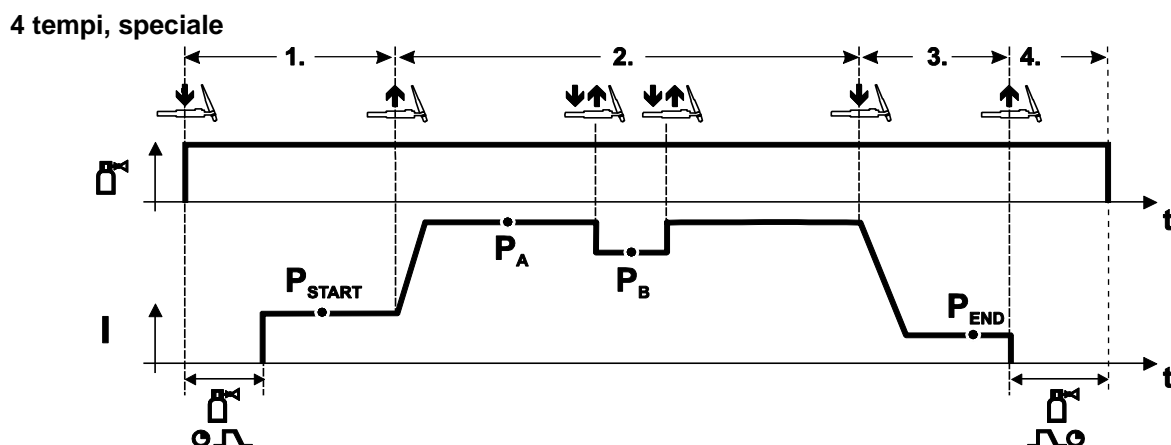 4 tempi, speciale
1. 2. 3. 4.
t
P_A
P_B
P_START
P_END
I
t